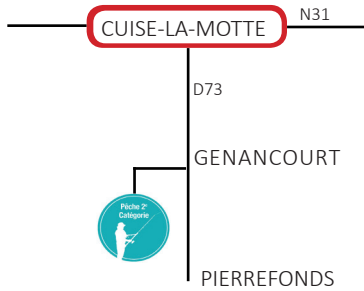 N31
CUISE-LA-MOTTE
D73
GENANCOURT
Pêche 2e
Catégorie
PIERREFONDS